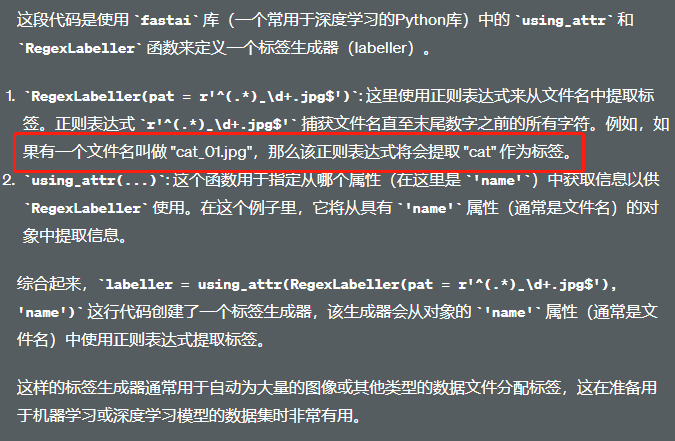 这段代码是使用 `fastai` 库（一个常用于深度学习的Python库）中的 `using_attr` 和
`RegexLabeller` 函数来定义一个标签生成器（labeller）。
1. `RegexLabeller(pat = r'^(.*)_\d+.jpg$')`: 这里使用正则表达式来从文件名中提取标
签。正则表达式 `r'^(.*)_\d+.jpg$'` 捕获文件名直至末尾数字之前的所有字符。例如，如
果有一个文件名叫做 "cat_01.jpg"，那么该正则表达式将会提取 "cat" 作为标签。
2. `using_attr(...)`: 这个函数用于指定从哪个属性（在这里是 `'name'`）中获取信息以供
`RegexLabeller` 使用。在这个例子里，它将从具有 `'name'` 属性（通常是文件名）的对
象中提取信息。
综合起来，`labeller = using_attr(RegexLabeller(pat = r'^(.*)_\d+.jpg$'),
'name')` 这行代码创建了一个标签生成器，该生成器会从对象的 `'name'` 属性（通常是文
件名）中使用正则表达式提取标签。
这样的标签生成器通常用于自动为大量的图像或其他类型的数据文件分配标签，这在准备用
于机器学习或深度学习模型的数据集时非常有用。